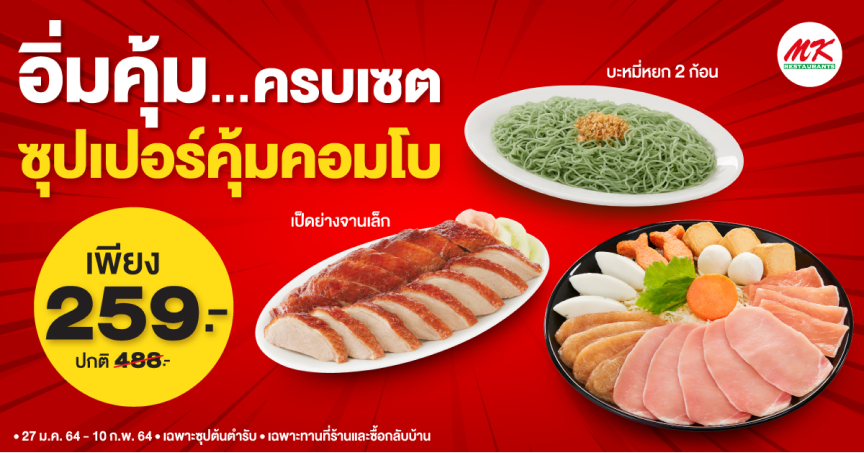 อิ่มคุ้ม...ครบเซต
ซุปเปอร์คุ้มคอมโบ
MK
RESTAURANTS
บะหมี่หยก 2 ก้อน
เป็ดย่างจานเล็ก
เพียง
259.-
ปกติ 488.-
• 27 ม.ค. 64 - 10 ก.พ. 64 • เฉพาะซุปต้นตำรับ • เฉพาะทานที่ร้านและซื้อกลับบ้าน